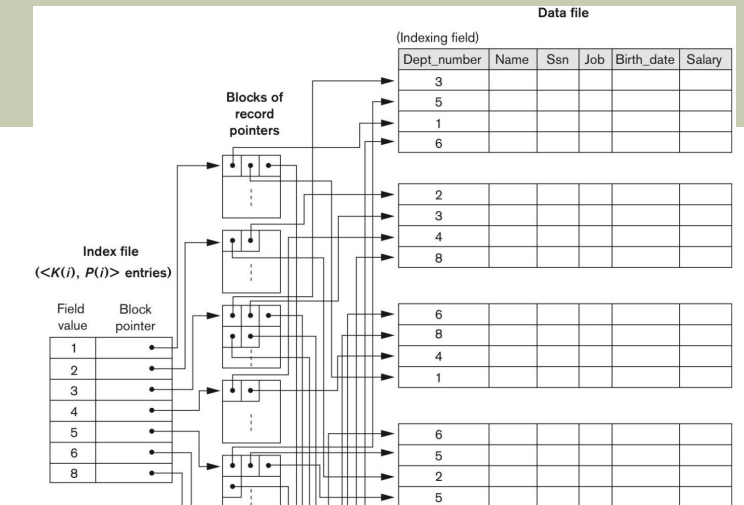 Data file
(Indexing field)
Dept_number Name Ssn Job Birth_date Salary
3
5
1
6
Blocks of
record
pointers
2
3
4
8
Index file
(<K(i), P(i)> entries)
Field value Block pointer
1
2
3
4
5
6
8
6
8
4
1
6
5
2
5